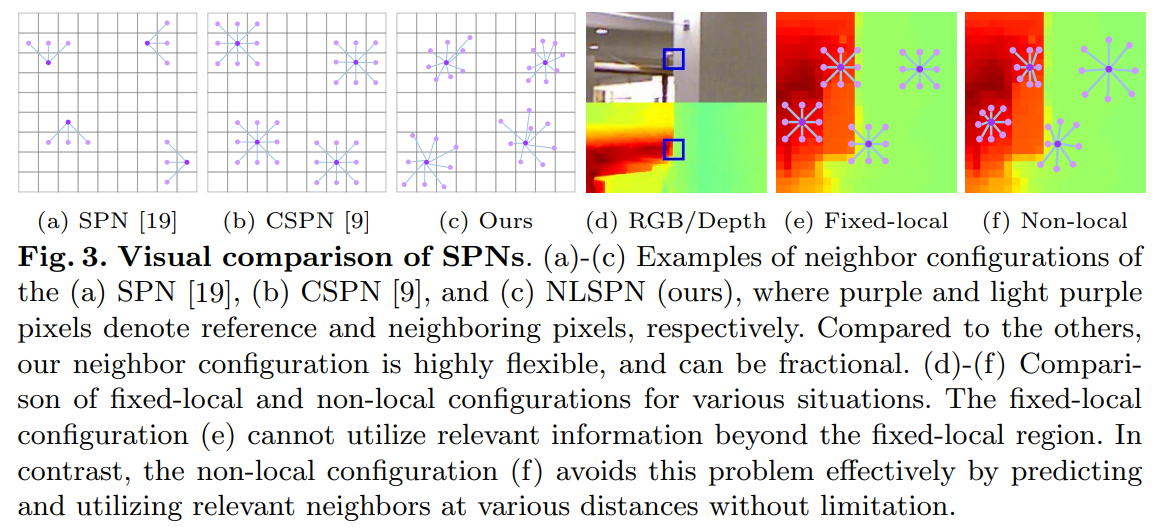 (a) SPN [19] (b) CSPN [9] (c) Ours (d) RGB/Depth (e) Fixed-local (f) Non-local
Fig. 3. Visual comparison of SPNs. (a)-(c) Examples of neighbor configurations of
the (a) SPN [19], (b) CSPN [9], and (c) NLSPN (ours), where purple and light purple
pixels denote reference and neighboring pixels, respectively. Compared to the others,
our neighbor configuration is highly flexible, and can be fractional. (d)-(f) Compari-
son of fixed-local and non-local configurations for various situations. The fixed-local
configuration (e) cannot utilize relevant information beyond the fixed-local region. In
contrast, the non-local configuration (f) avoids this problem effectively by predicting
and utilizing relevant neighbors at various distances without limitation.